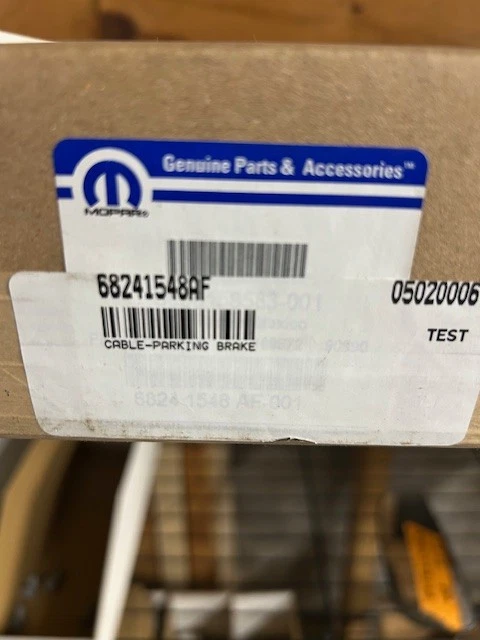 Genuine Parts & Accessories™
MOPAR®
68241548AF
05020006
CABLE-PARKING BRAKE
TEST
6824 1548 AF-001